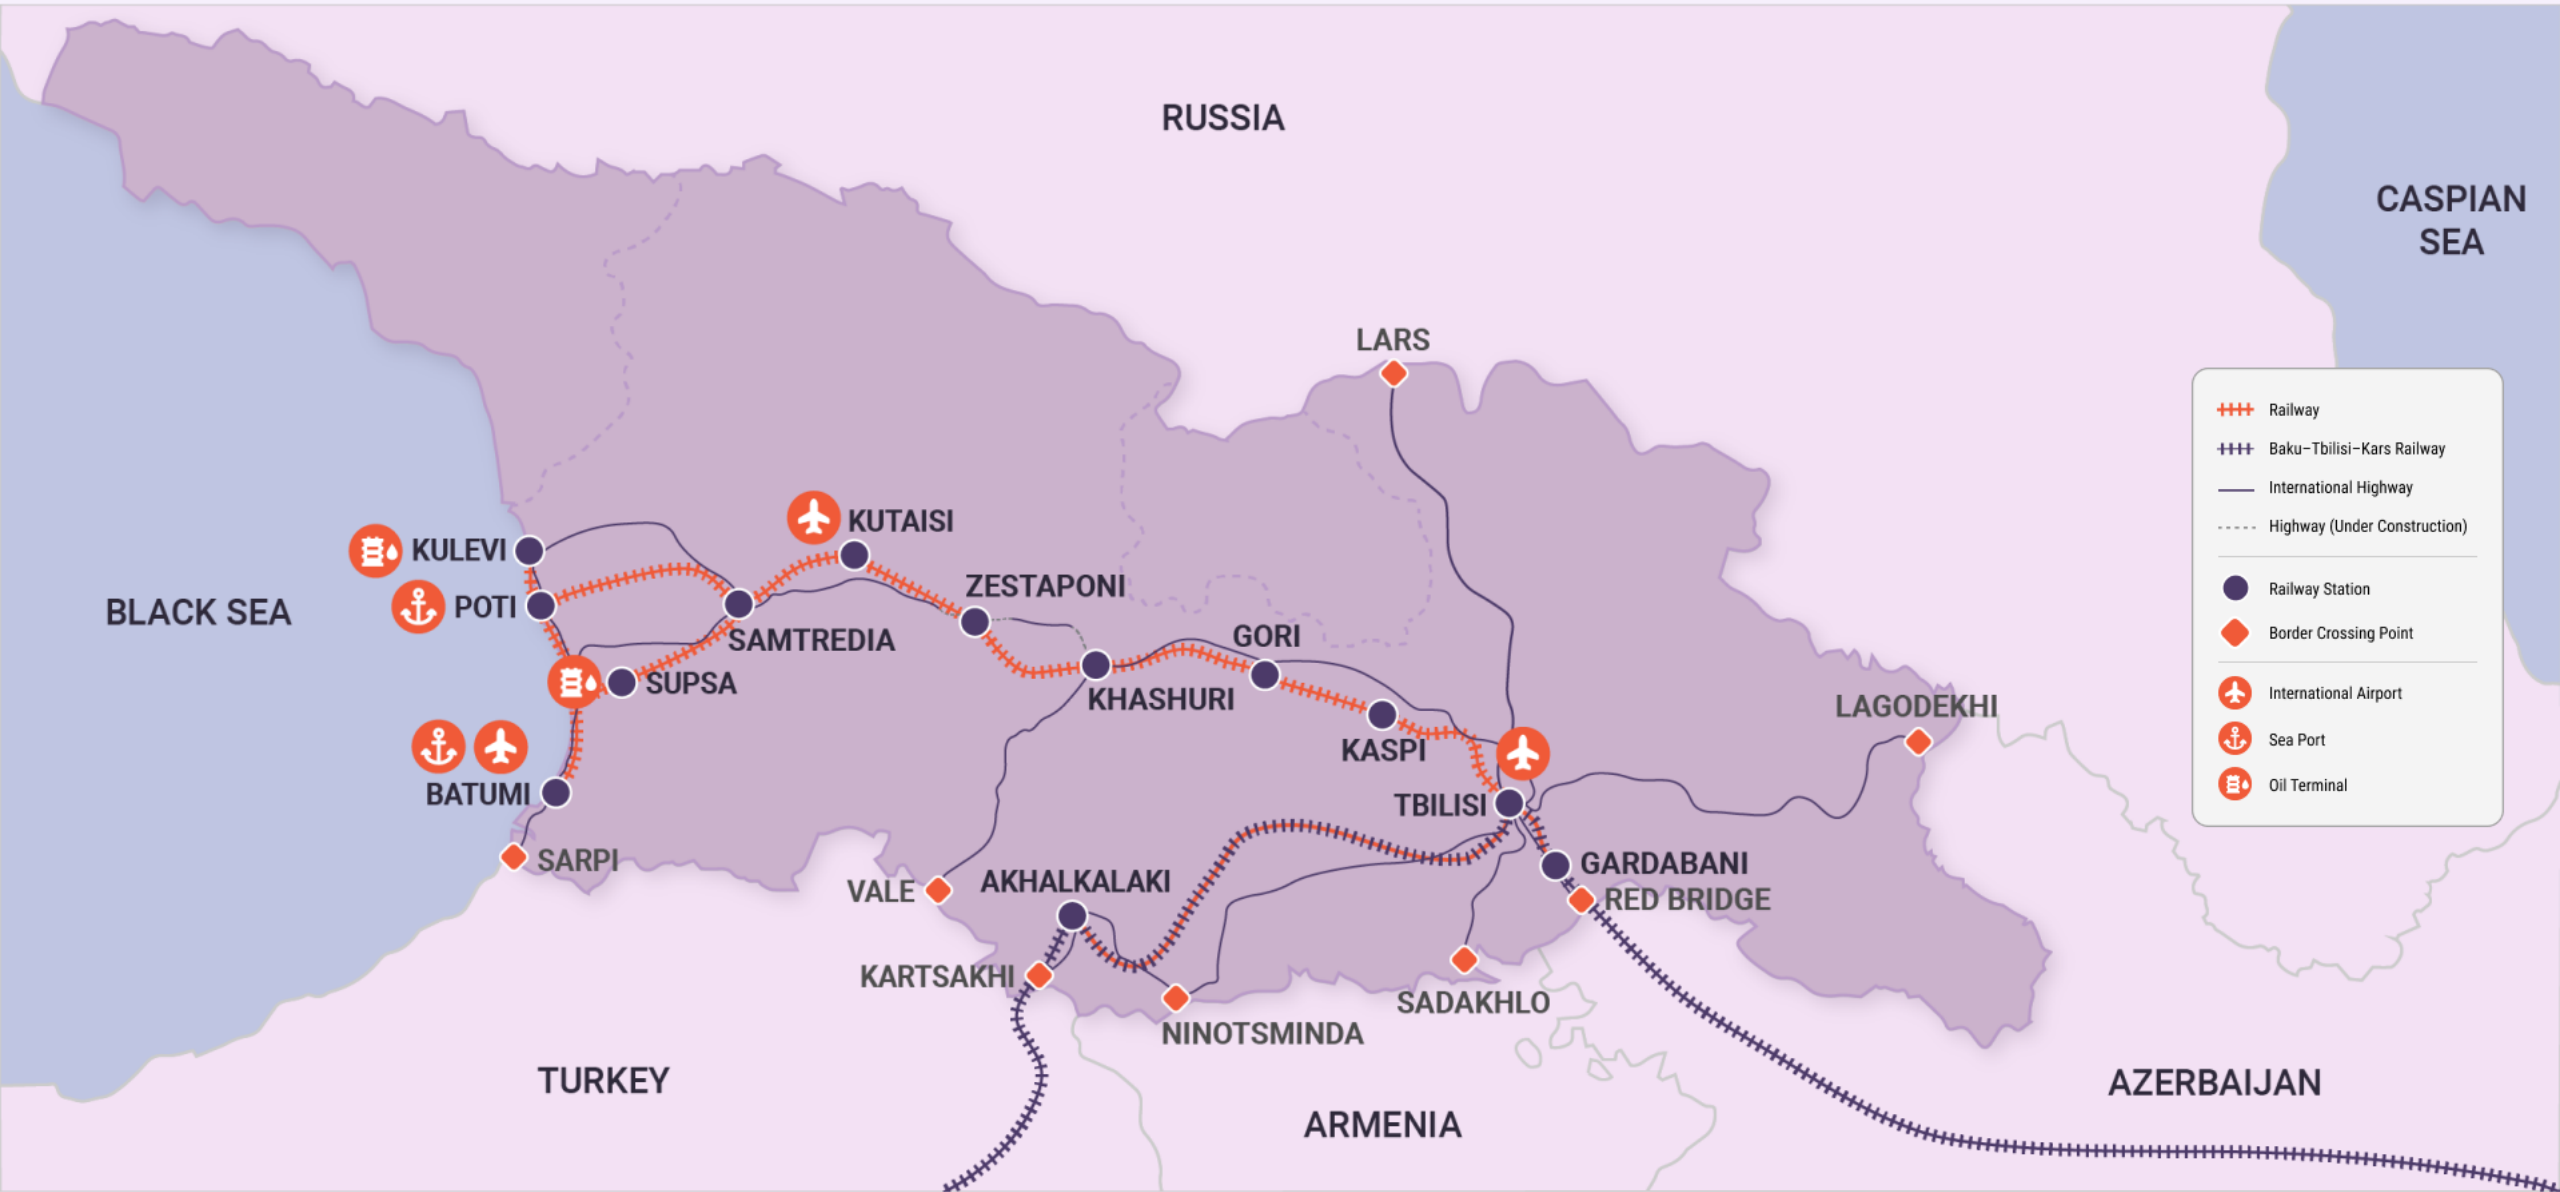 RUSSIA
CASPIAN
SEA
LARS
Railway
Baku–Tbilisi–Kars Railway
International Highway
Highway (Under Construction)
Railway Station
Border Crossing Point
International Airport
Sea Port
Oil Terminal
KUTAISI
KULEVI
ZESTAPONI
BLACK SEA
POTI
SAMTREDIA
GORI
SUPSA
KHASHURI
LAGODEKHI
KASPI
BATUMI
TBILISI
SARPI
GARDABANI
VALE
AKHALKALAKI
RED BRIDGE
KARTSAKHI
SADAKHLO
NINOTSMINDA
TURKEY
AZERBAIJAN
ARMENIA